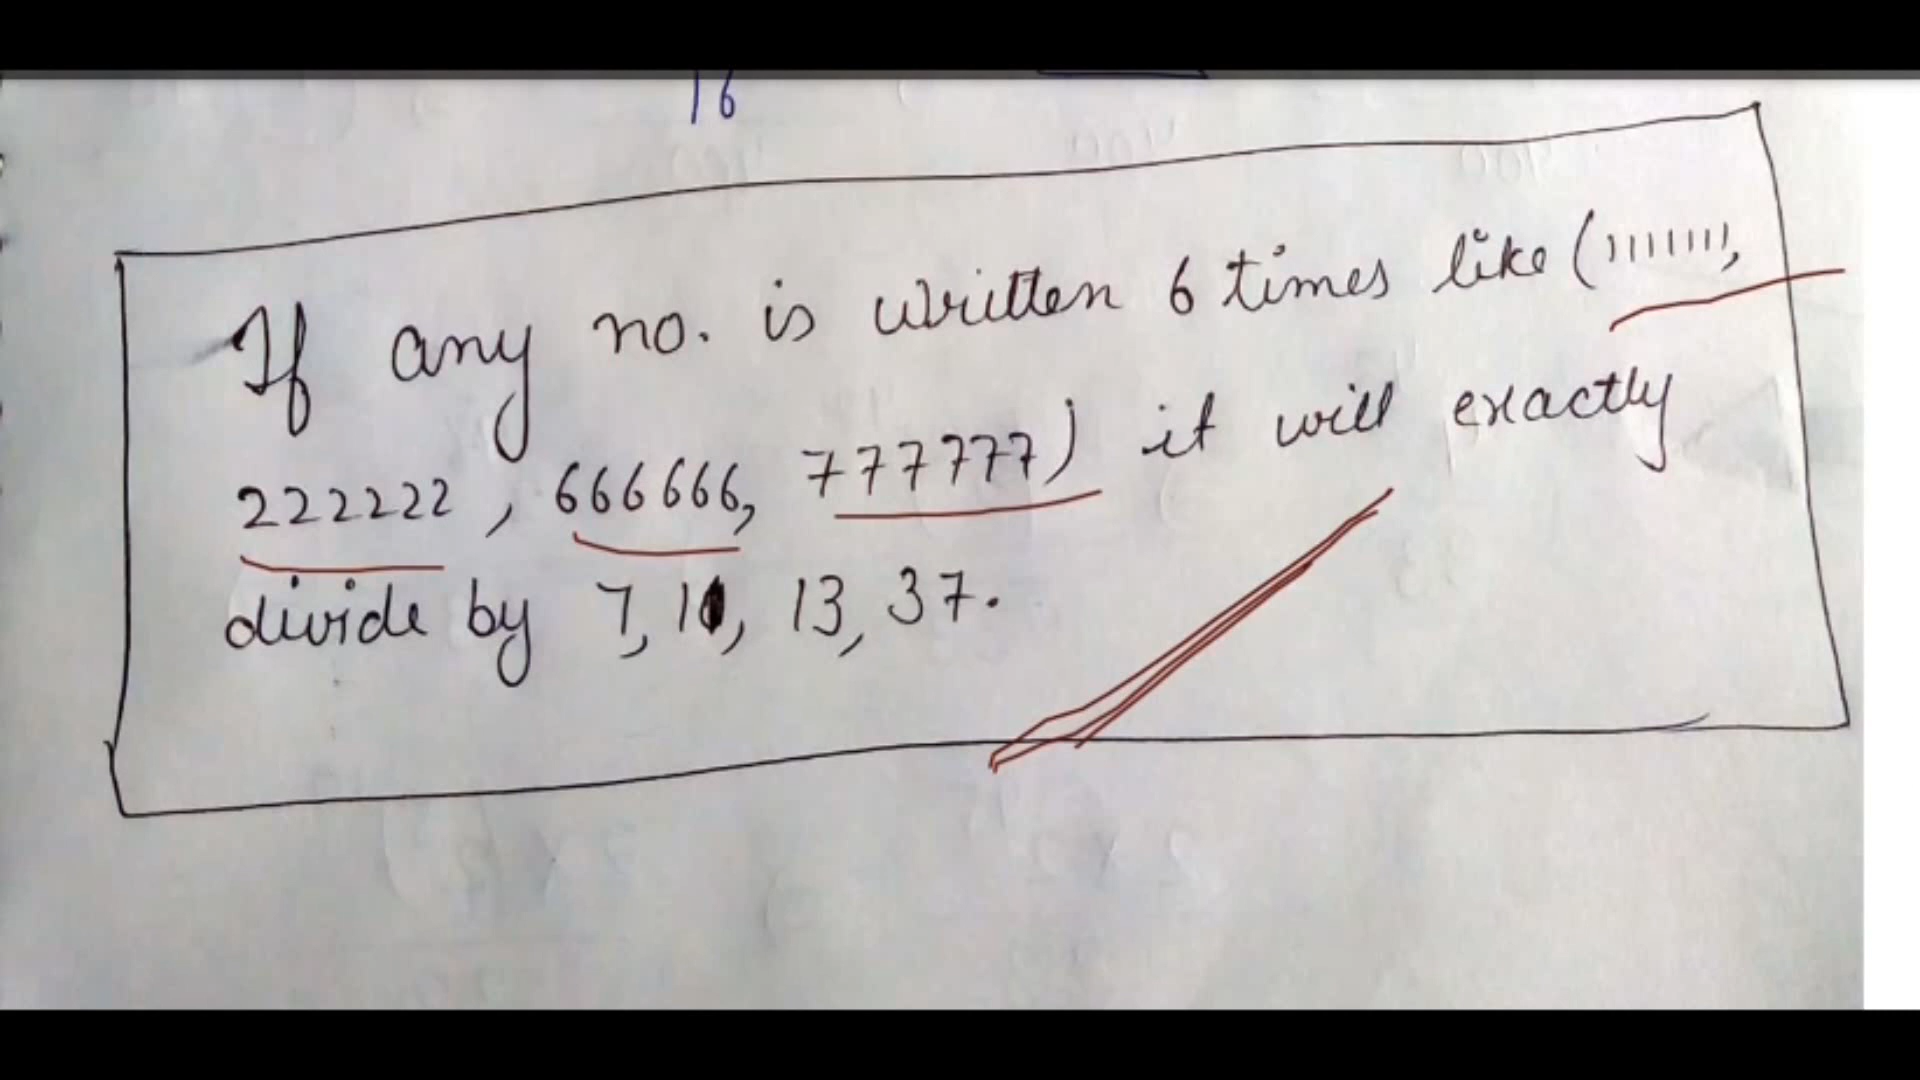 16
If any no. is written 6 times like (1111111,
222222, 666666, 777777) it will exactly
divide by 7, 11, 13, 37.